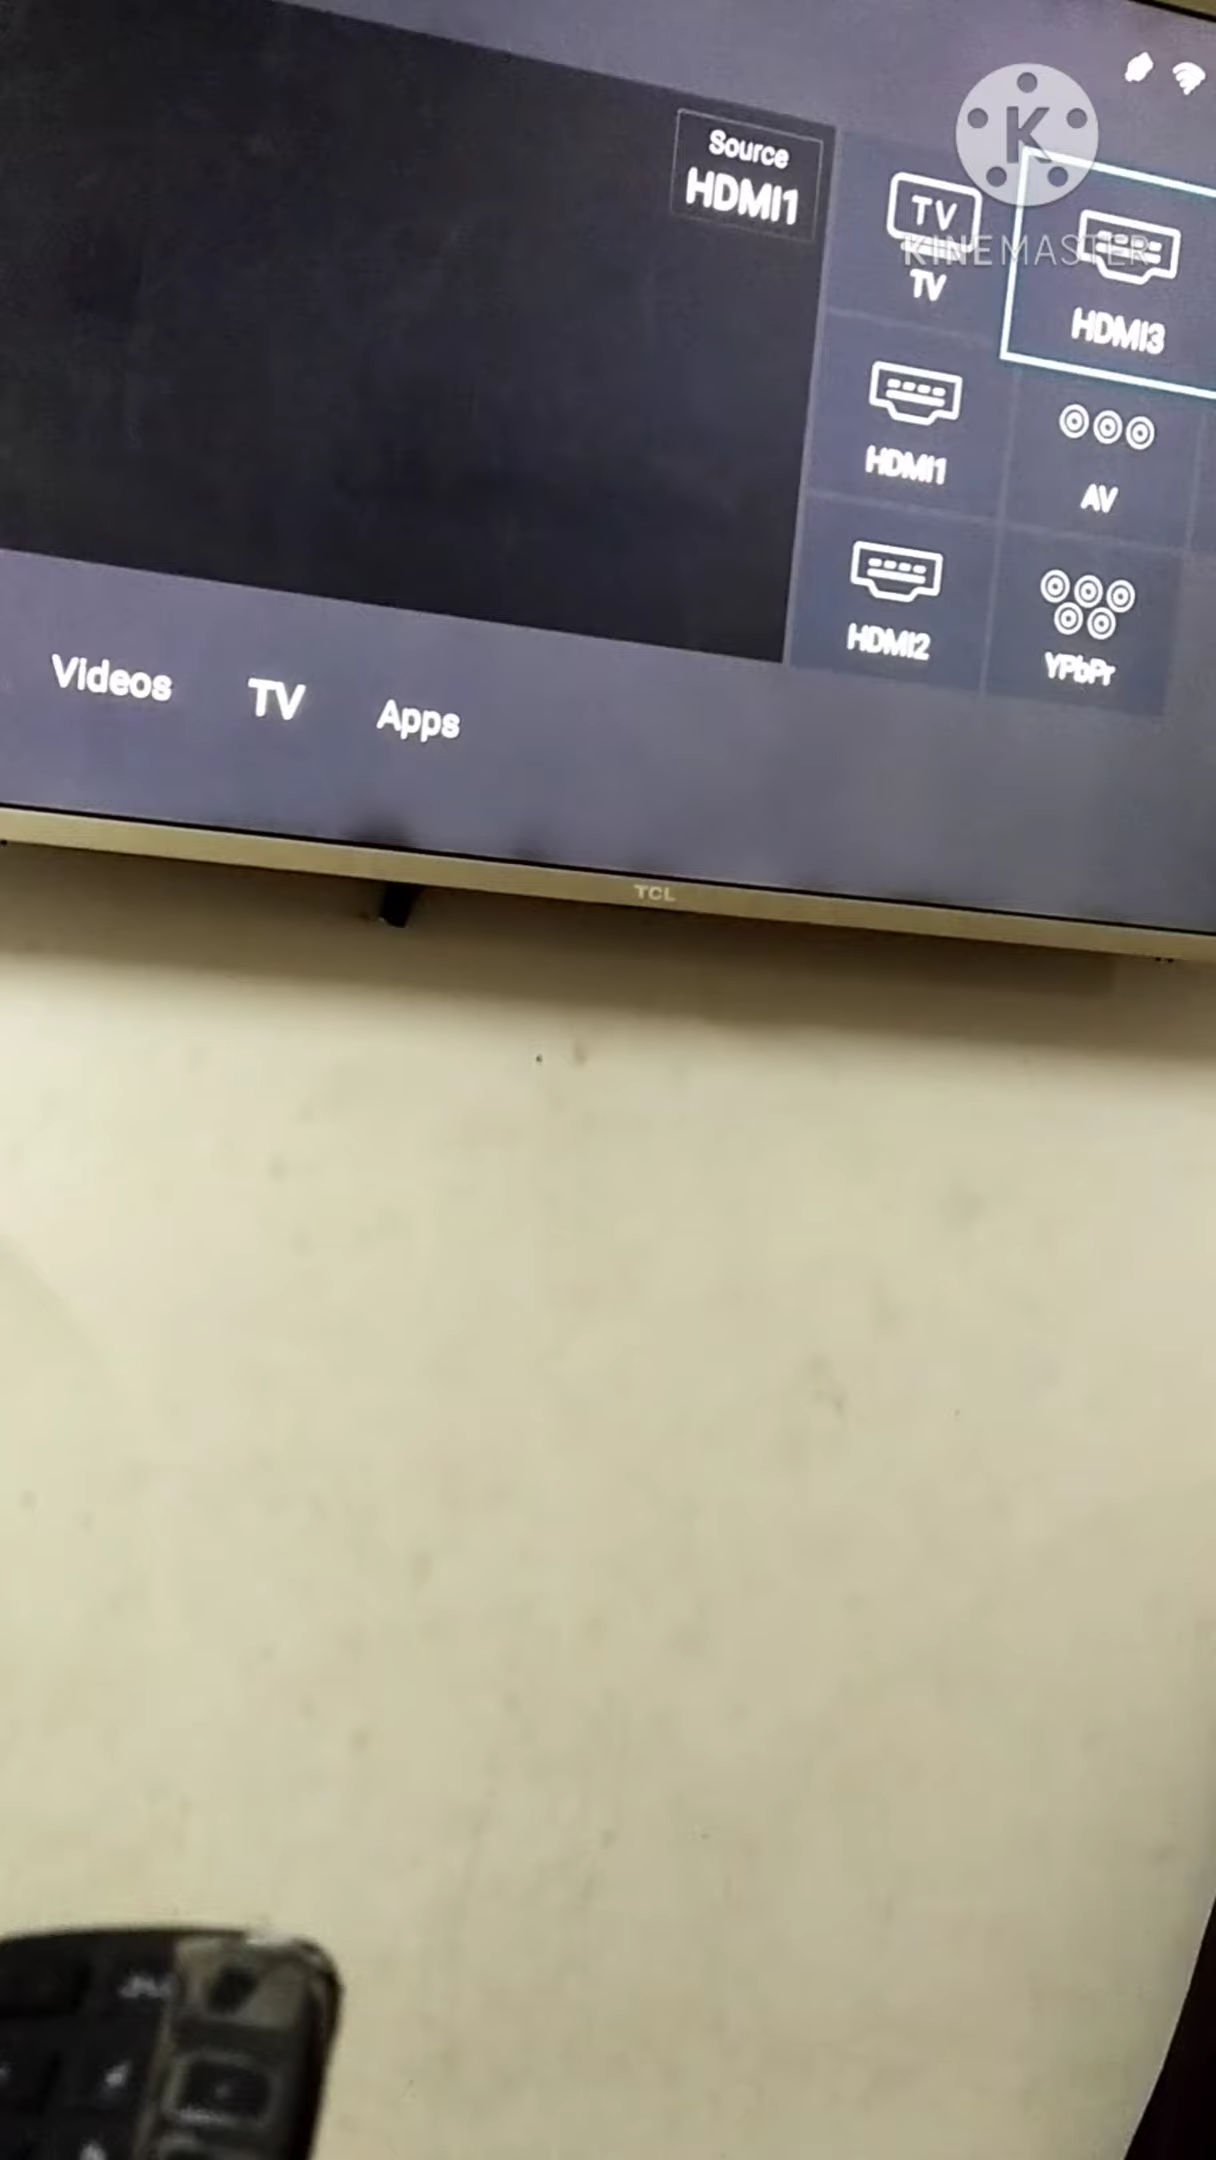 K
KINEMASTER
Source
HDMI1
TV
TV
HDMI3
HDMI1
AV
HDMI2
YPbPr
Videos
TV
Apps
TCL